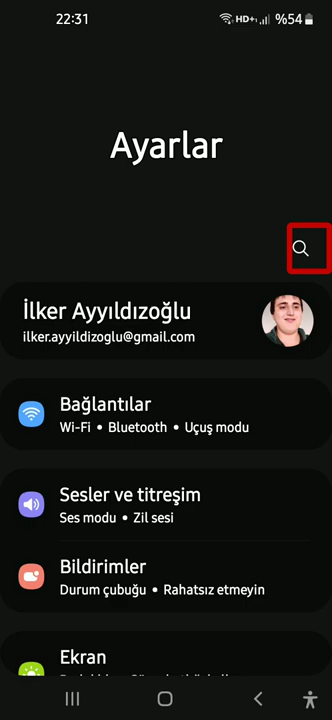 22:31
HD+ %54
Ayarlar
İlker Ayyıldızoğlu
ilker.ayyildizoglu@gmail.com
Bağlantılar
Wi-Fi • Bluetooth • Uçuş modu
Sesler ve titreşim
Ses modu • Zil sesi
Bildirimler
Durum çubuğu • Rahatsız etmeyin
Ekran